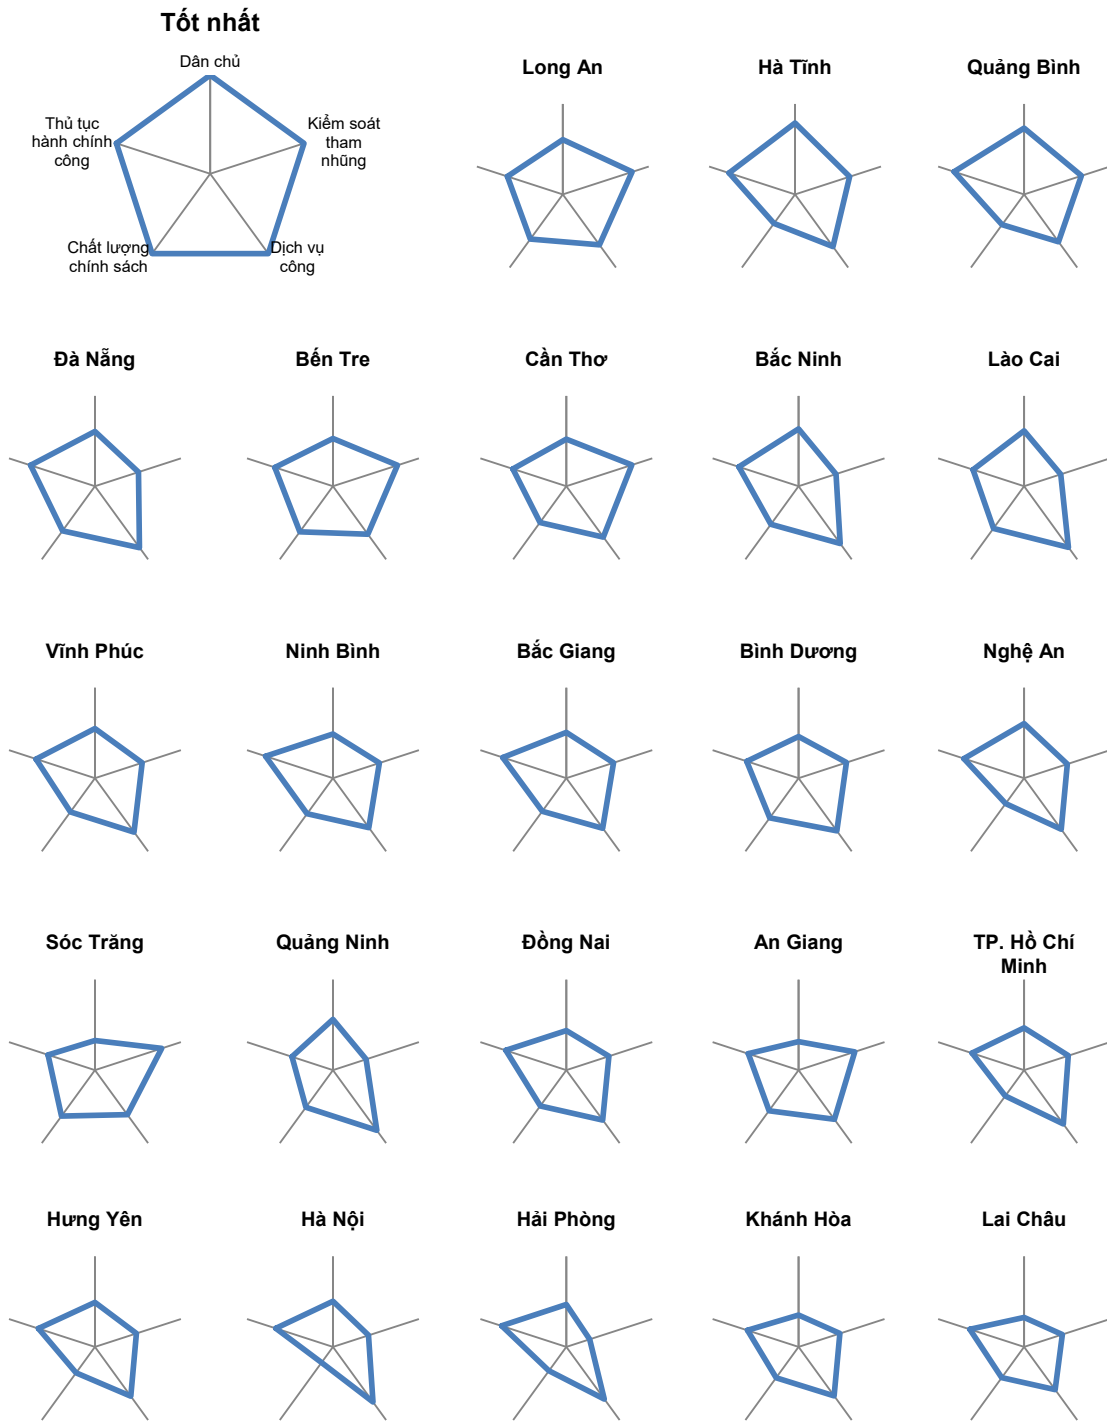 Tốt nhất
Dân chủ
Thủ tục
hành chính
công
Kiểm soát
tham
nhũng
Chất lượng
chính sách
Dịch vụ
công
Long An
Hà Tĩnh
Quảng Bình
Đà Nẵng
Bến Tre
Cần Thơ
Bắc Ninh
Lào Cai
Vĩnh Phúc
Ninh Bình
Bắc Giang
Bình Dương
Nghệ An
Sóc Trăng
Quảng Ninh
Đồng Nai
An Giang
TP. Hồ Chí
Minh
Hưng Yên
Hà Nội
Hải Phòng
Khánh Hòa
Lai Châu